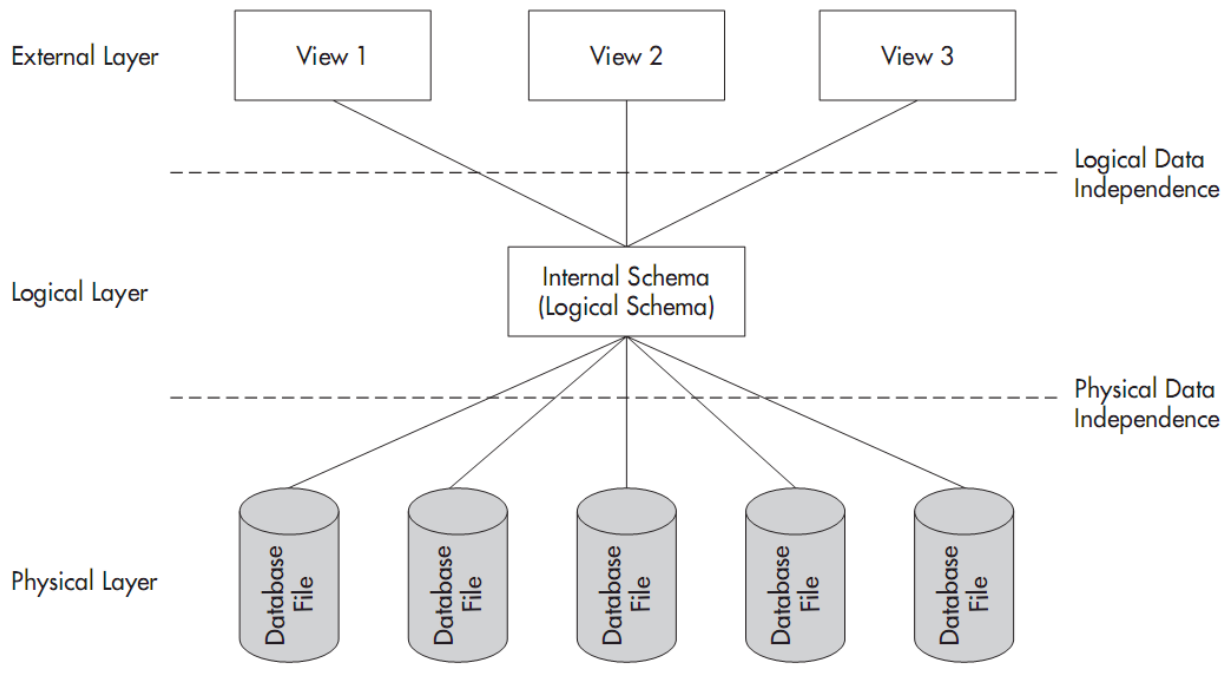 External Layer
View 1
View 2
View 3
Logical Data
Independence
Logical Layer
Internal Schema
(Logical Schema)
Physical Data
Independence
Physical Layer
Database
File
Database
File
Database
File
Database
File
Database
File